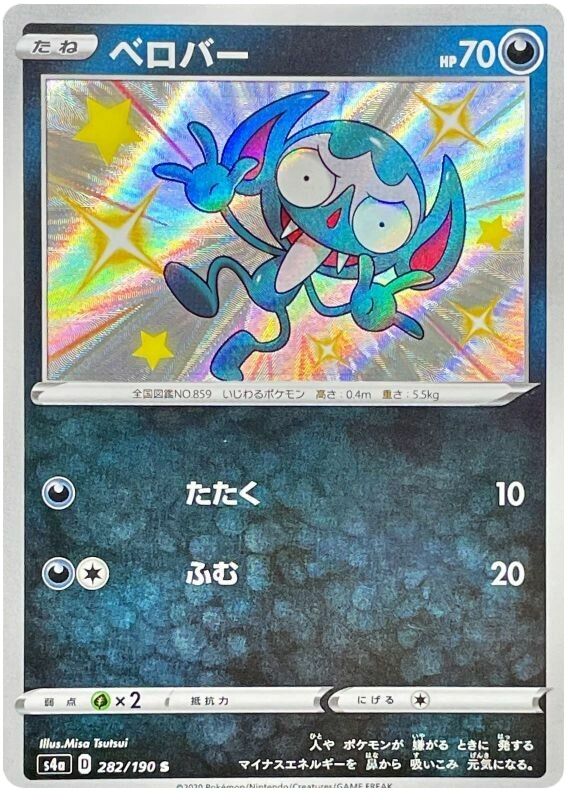 たね ベロバー HP70
全国図鑑NO.859 いじわるポケモン 高さ:0.4m 重さ:5.5kg
たたく 10
ふむ 20
弱点 ×2 抵抗力 にげる
Illus.Misa Tsutsui
s4a D 282/190 S
人や ポケモンが 嫌がる ときに 発する
マイナスエネルギーを 鼻から 吸いこみ 元気になる。
©2020 Pokémon/Nintendo/Creatures/GAME FREAK